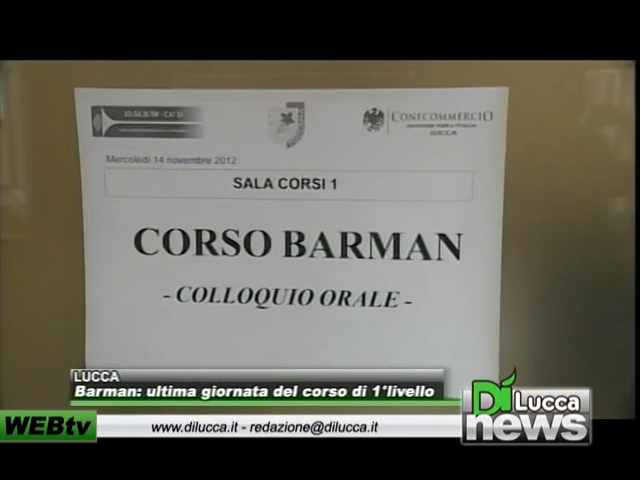 CONFCOMMERCIO
LUCCA
Mercoledì 14 novembre 2012
SALA CORSI 1
CORSO BARMAN
- COLLOQUIO ORALE -
LUCCA
Barman: ultima giornata del corso di 1°livello
Dì LUCCA
news
WEBtv
www.dilucca.it - redazione@dilucca.it